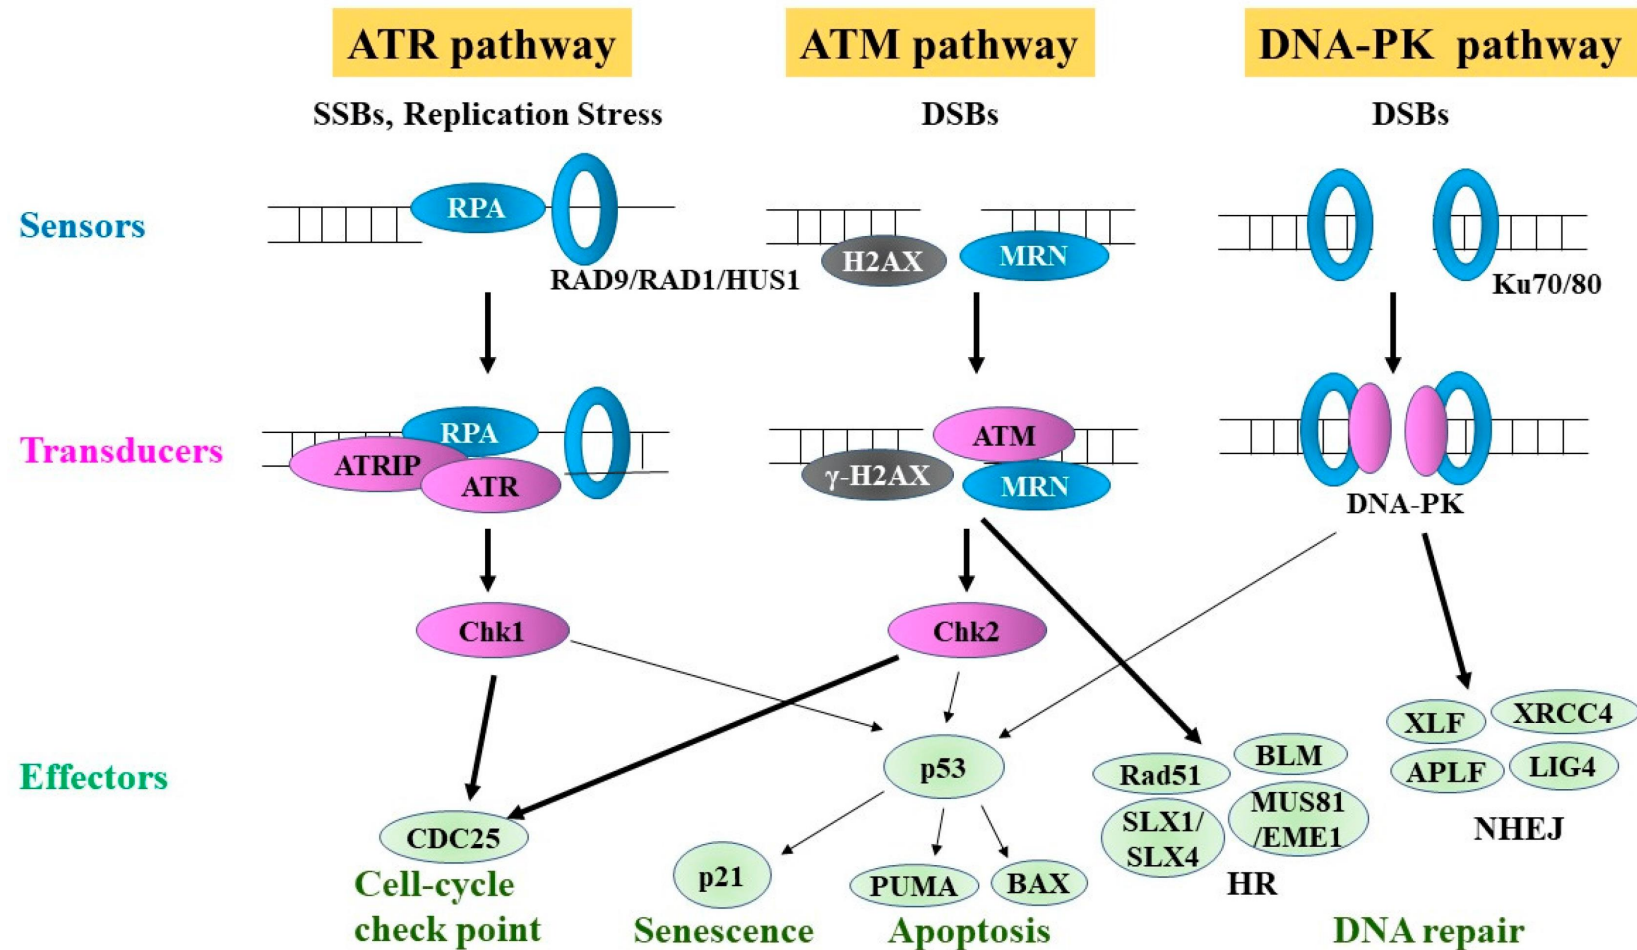 ATR pathway
ATM pathway
DNA-PK pathway
SSBs, Replication Stress
DSBs
DSBs
Sensors
RPA
RAD9/RAD1/HUS1
H2AX
MRN
Ku70/80
Transducers
RPA
ATRIP
ATR
ATM
γ-H2AX
MRN
DNA-PK
Chk1
Chk2
Effectors
p53
CDC25
Cell-cycle
check point
p21
Senescence
PUMA
BAX
Apoptosis
Rad51
BLM
SLX1/
SLX4
MUS81
/EME1
HR
XLF
XRCC4
APLF
LIG4
NHEJ
DNA repair